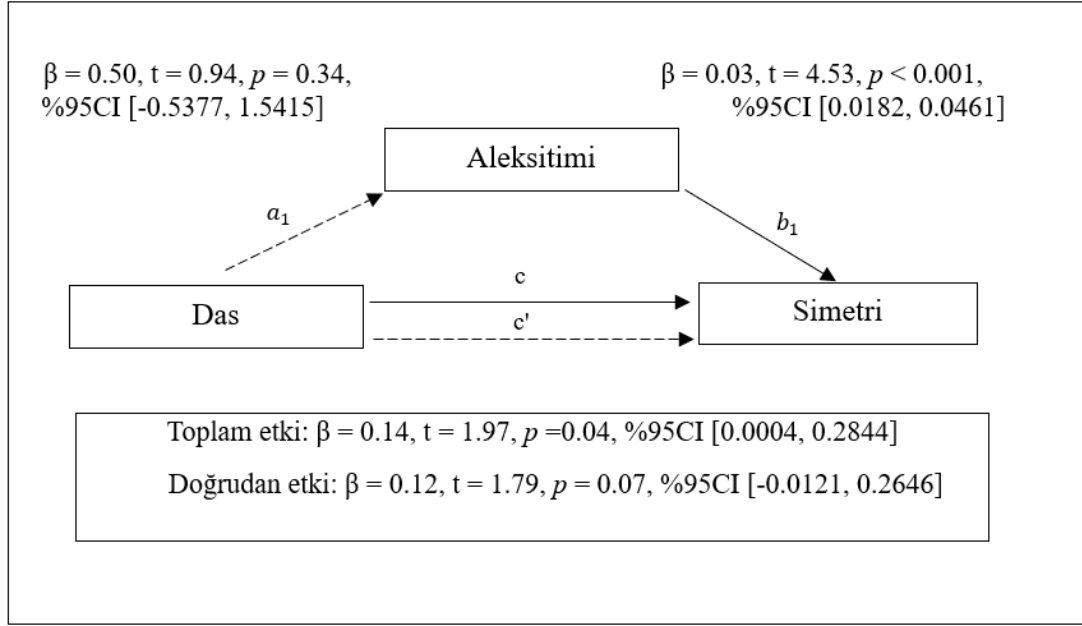 β = 0.50, t = 0.94, p = 0.34,
%95CI [-0.5377, 1.5415]
β = 0.03, t = 4.53, p < 0.001,
%95CI [0.0182, 0.0461]
Aleksitimi
a₁
b₁
Das
c
c'
Simetri
Toplam etki: β = 0.14, t = 1.97, p =0.04, %95CI [0.0004, 0.2844]
Doğrudan etki: β = 0.12, t = 1.79, p = 0.07, %95CI [-0.0121, 0.2646]